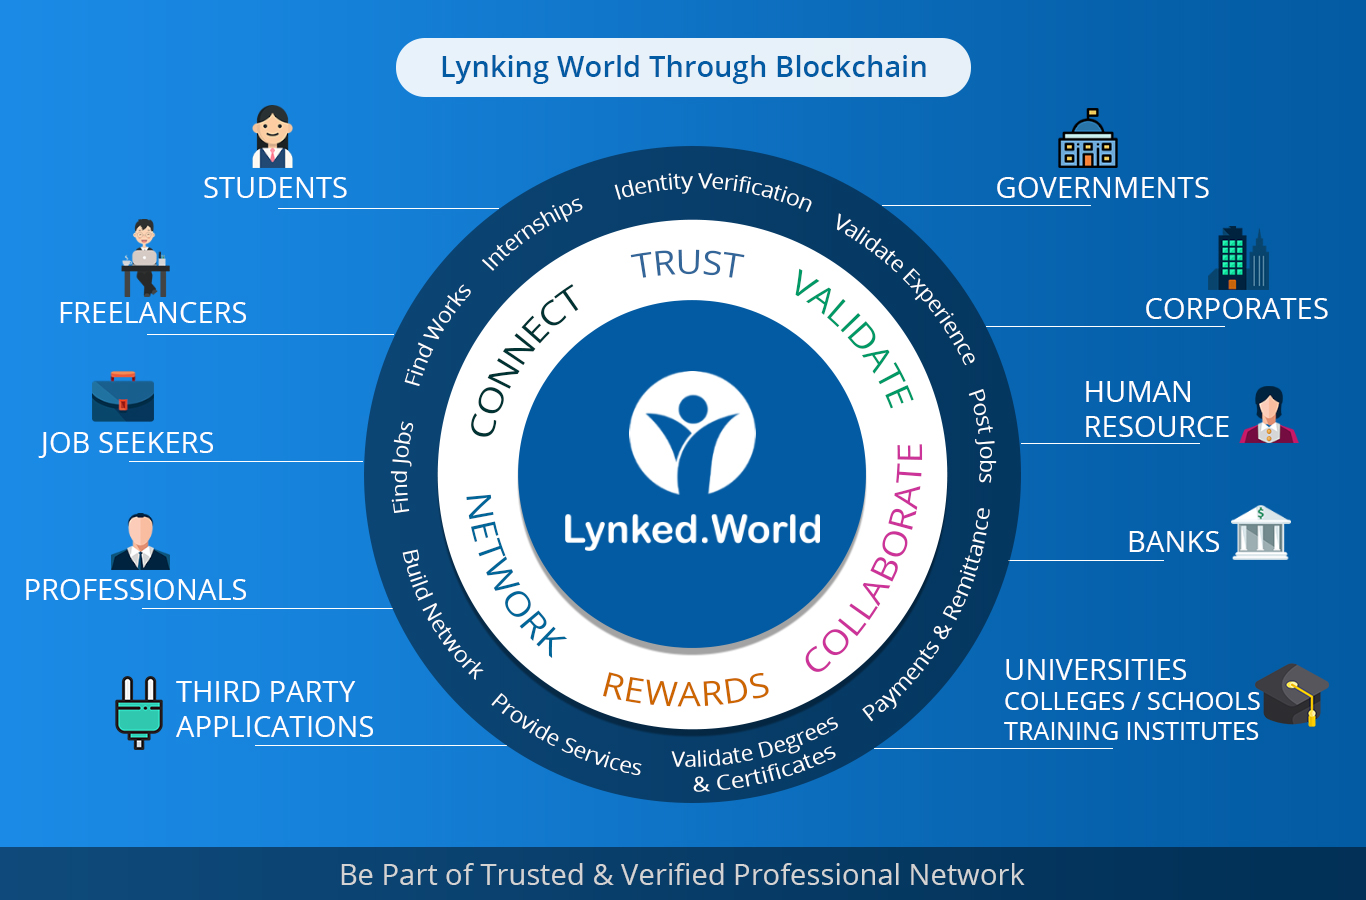 Lynking World Through Blockchain
STUDENTS
FREELANCERS
JOB SEEKERS
PROFESSIONALS
THIRD PARTY
APPLICATIONS
Identity Verification
Validate Experience
Post Jobs
Payments & Remittance
Validate Degrees
& Certificates
Provide Services
Build Network
Find Jobs
Find Works
Internships
TRUST
VALIDATE
COLLABORATE
REWARDS
NETWORK
CONNECT
Lynked.World
GOVERNMENTS
CORPORATES
HUMAN
RESOURCE
BANKS
$
UNIVERSITIES
COLLEGES / SCHOOLS
TRAINING INSTITUTES
Be Part of Trusted & Verified Professional Network